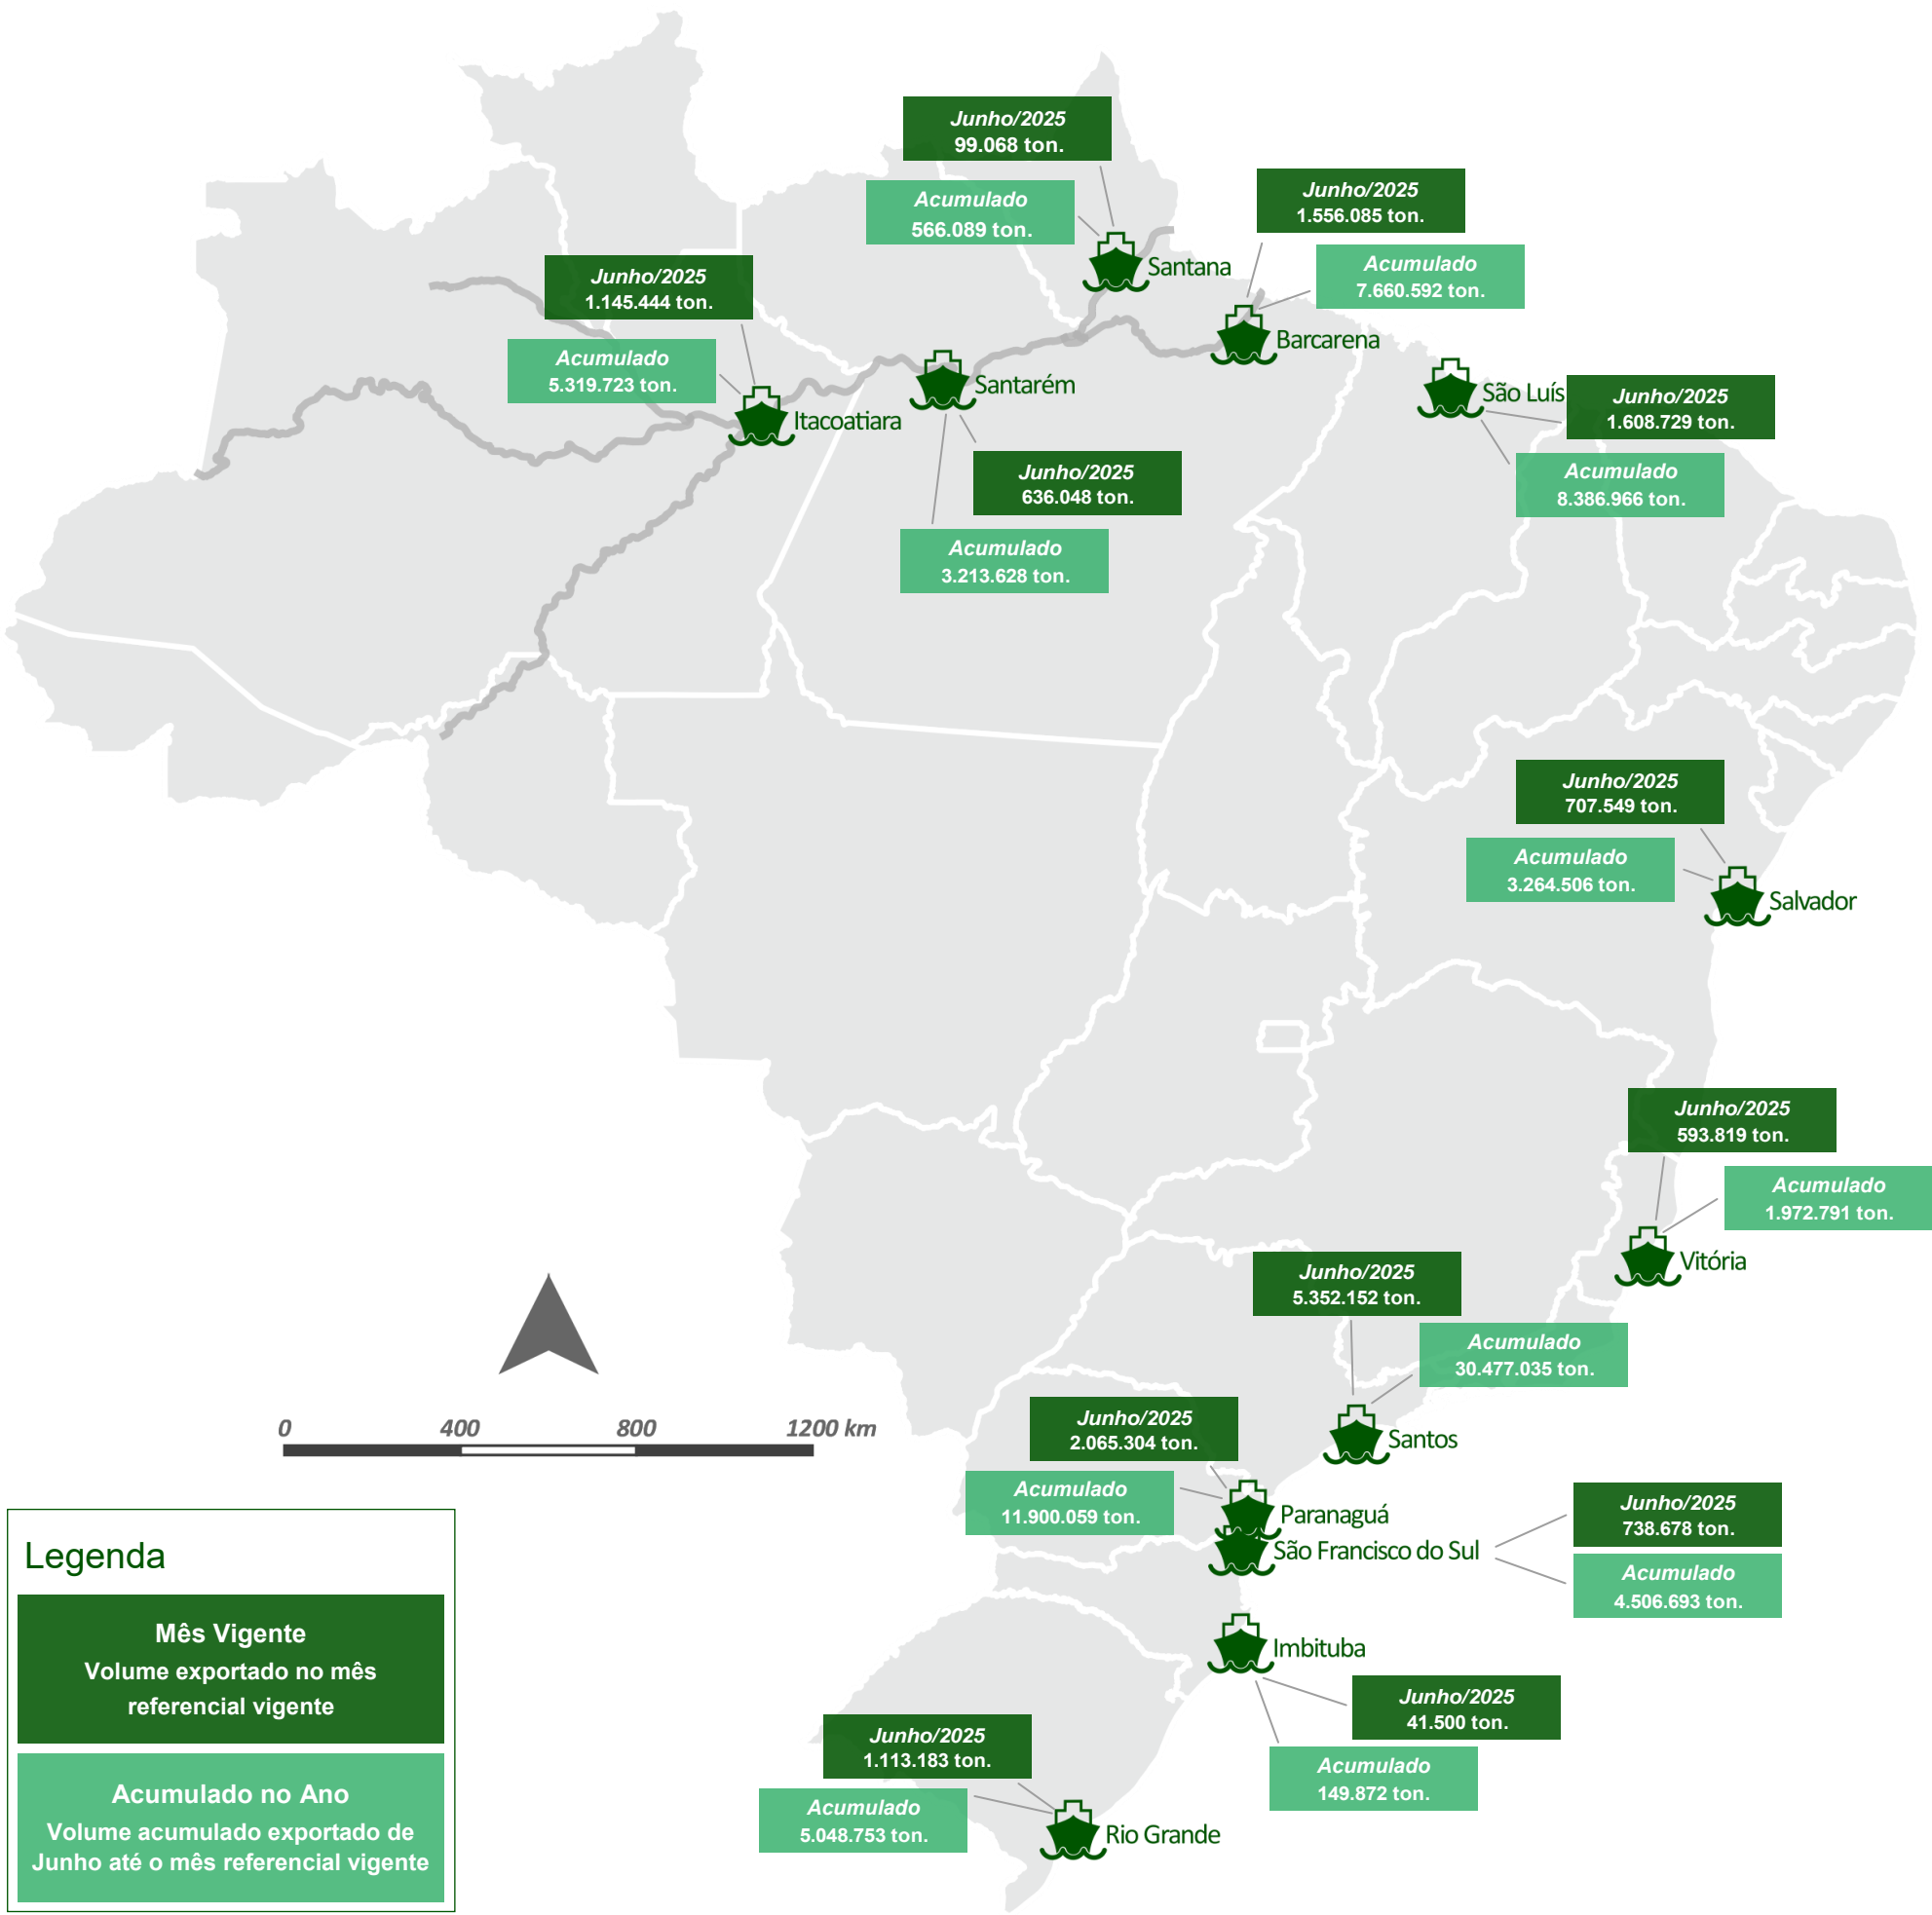 Junho/2025
99.068 ton.
Acumulado
566.089 ton.
Santana
Junho/2025
1.556.085 ton.
Acumulado
7.660.592 ton.
Barcarena
Junho/2025
1.145.444 ton.
Acumulado
5.319.723 ton.
Itacoatiara
Santarém
Junho/2025
636.048 ton.
Acumulado
3.213.628 ton.
São Luís
Junho/2025
1.608.729 ton.
Acumulado
8.386.966 ton.
Junho/2025
707.549 ton.
Acumulado
3.264.506 ton.
Salvador
Junho/2025
593.819 ton.
Acumulado
1.972.791 ton.
Vitória
Junho/2025
5.352.152 ton.
Acumulado
30.477.035 ton.
Santos
Junho/2025
2.065.304 ton.
Acumulado
11.900.059 ton.
Paranaguá
São Francisco do Sul
Junho/2025
738.678 ton.
Acumulado
4.506.693 ton.
Imbituba
Junho/2025
41.500 ton.
Acumulado
149.872 ton.
Junho/2025
1.113.183 ton.
Acumulado
5.048.753 ton.
Rio Grande
0 400 800 1200 km
Legenda
Mês Vigente
Volume exportado no mês
referencial vigente
Acumulado no Ano
Volume acumulado exportado de
Junho até o mês referencial vigente